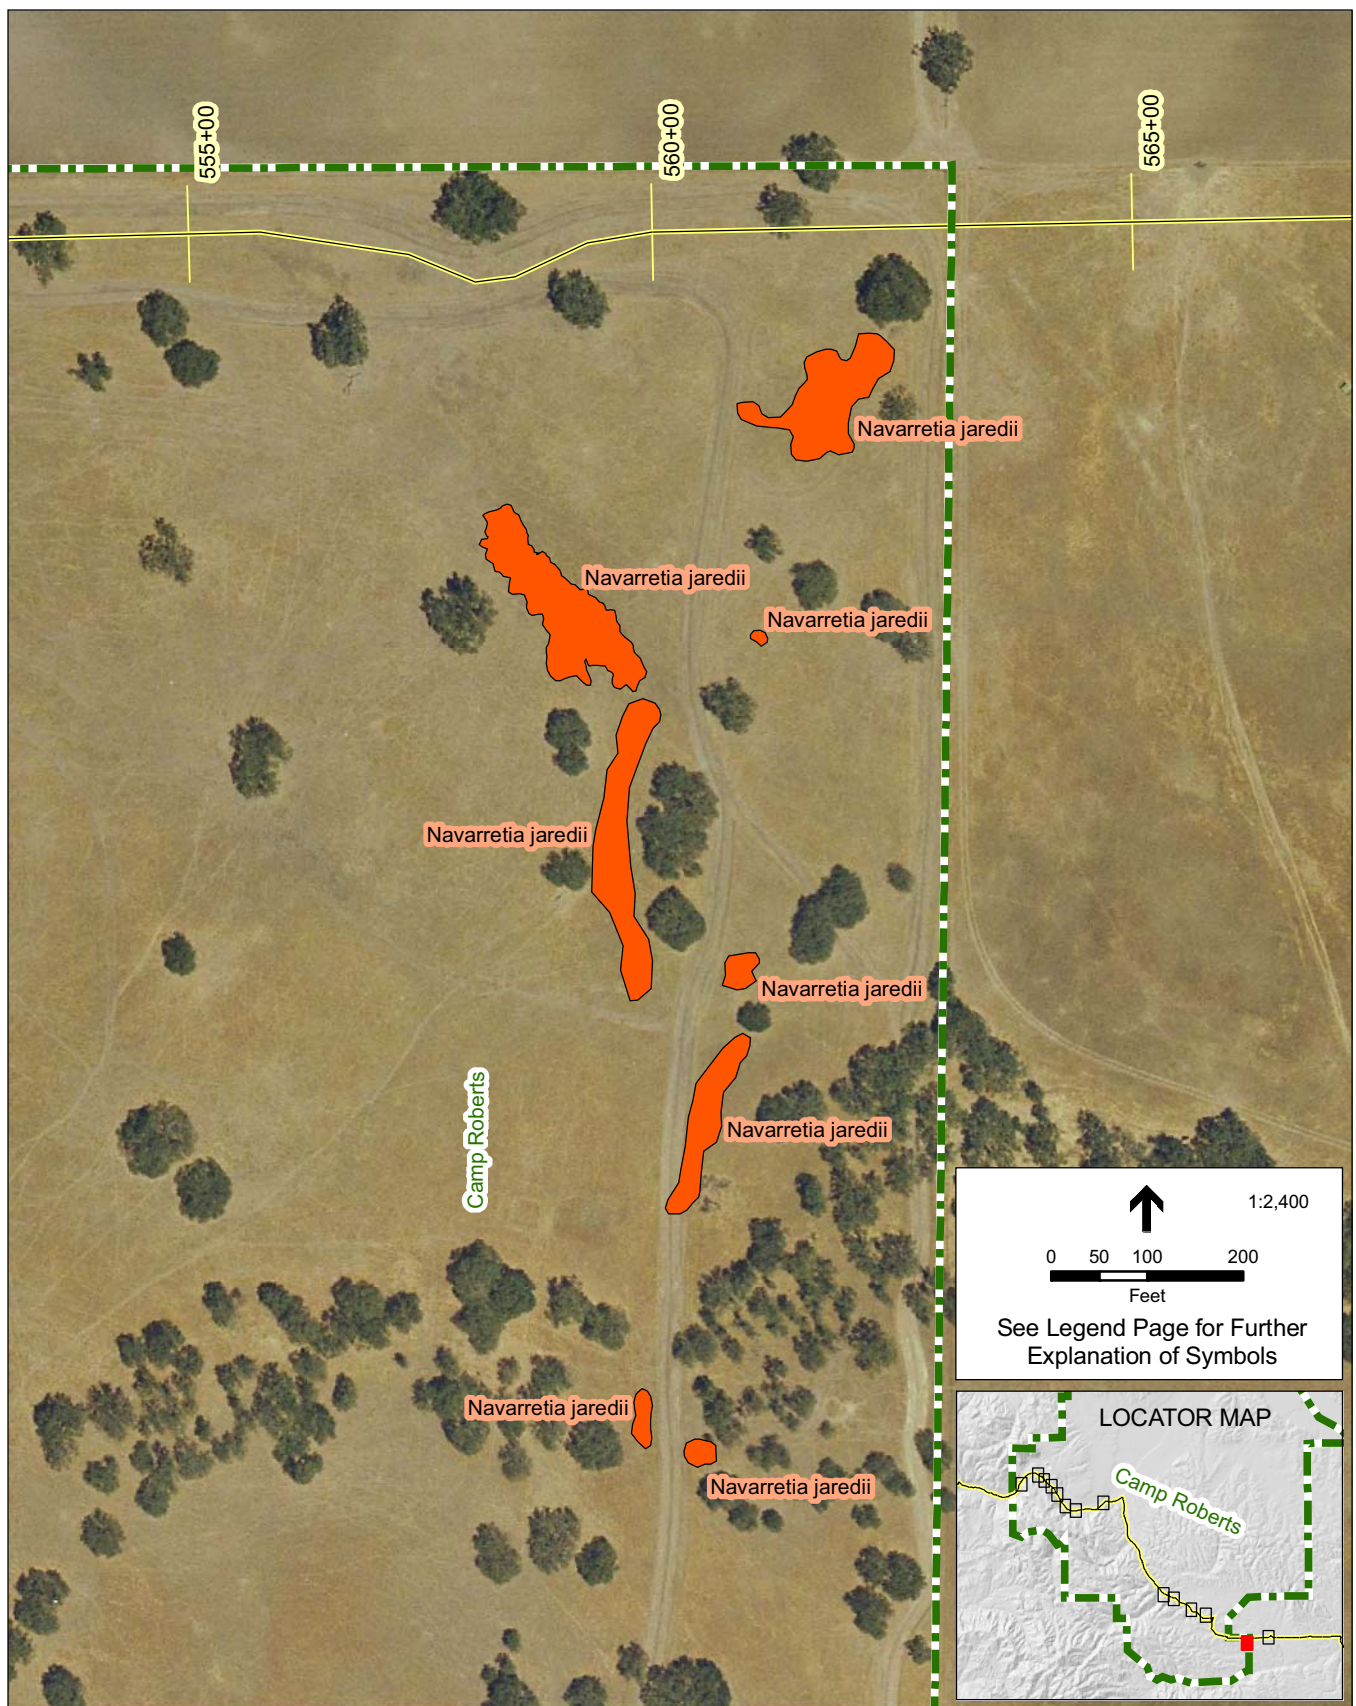 555+00
560+00
565+00
Navarretia jaredii
Navarretia jaredii
Navarretia jaredii
Navarretia jaredii
Navarretia jaredii
Camp Roberts
Navarretia jaredii
Navarretia jaredii
Navarretia jaredii
1:2,400
0 50 100 200
Feet
See Legend Page for Further
Explanation of Symbols
LOCATOR MAP
Camp Roberts